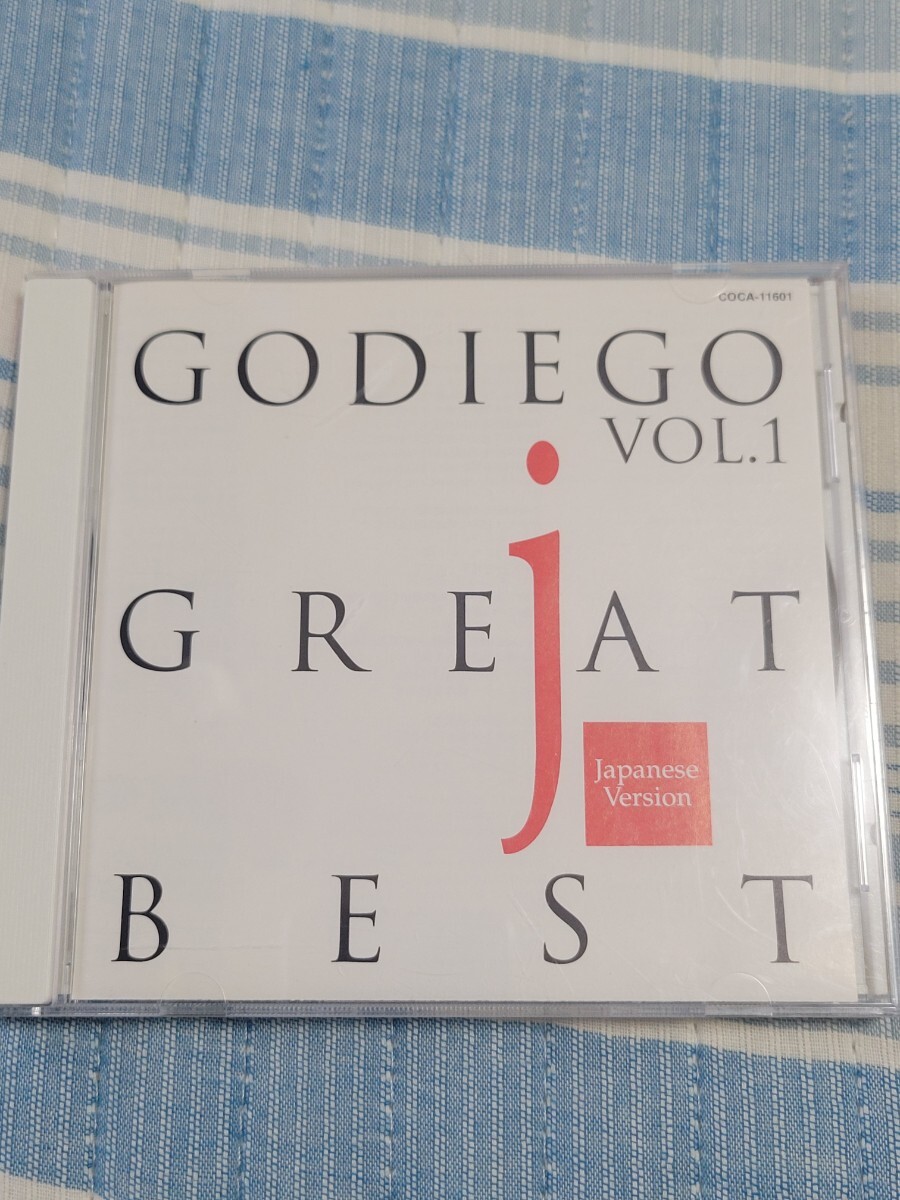 COCA-11601
GODIEGO
VOL.1
j
GREAT
Japanese
Version
BEST